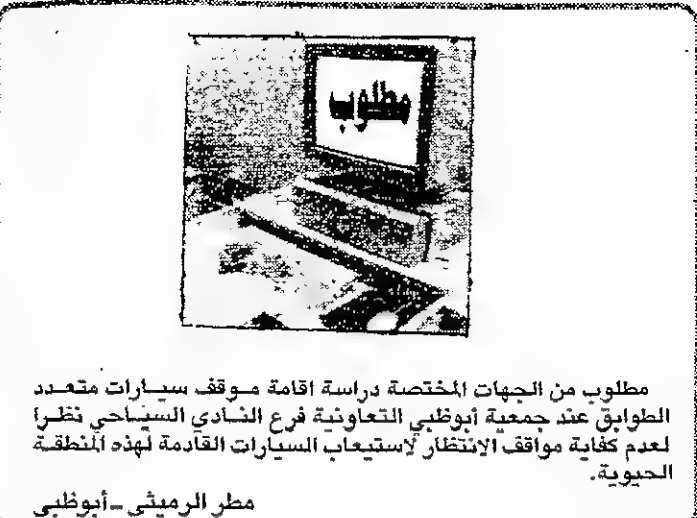 مطلوب
مطلوب من الجهات المختصة دراسة اقامة موقف سيارات متعدد
الطوابق عند جمعية أبوظبي التعاونية فرع النادي السياحي نظرا
لعدم كفاية مواقف الانتظار لاستيعاب السيارات القادمة لهذه المنطقة
الحيوية.
مطر الرميثي ـ أبوظبي